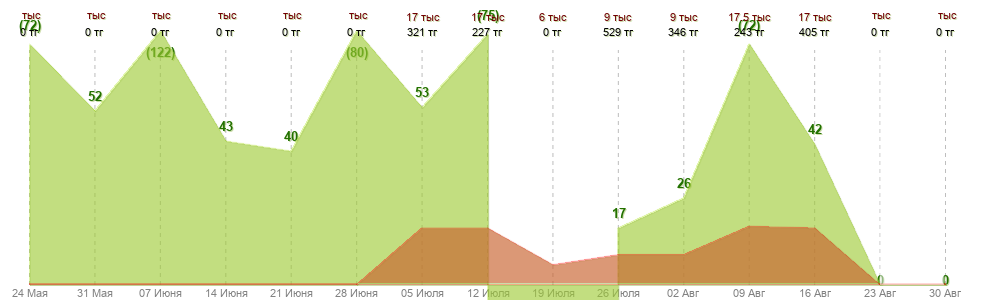 тыс тыс тыс тыс тыс тыс 17 тыс 17 тыс 6 тыс 9 тыс 9 тыс 17,5 тыс 17 тыс тыс тыс
(72) (75) (72)
0 тг 0 тг 0 тг 0 тг 0 тг 0 тг 321 тг 227 тг 0 тг 529 тг 346 тг 243 тг 405 тг 0 тг 0 тг
(122) (80)
52 53
43 40 42
26
17
0 0
24 Мая 31 Мая 07 Июня 14 Июня 21 Июня 28 Июня 05 Июля 12 Июля 19 Июля 26 Июля 02 Авг 09 Авг 16 Авг 23 Авг 30 Авг